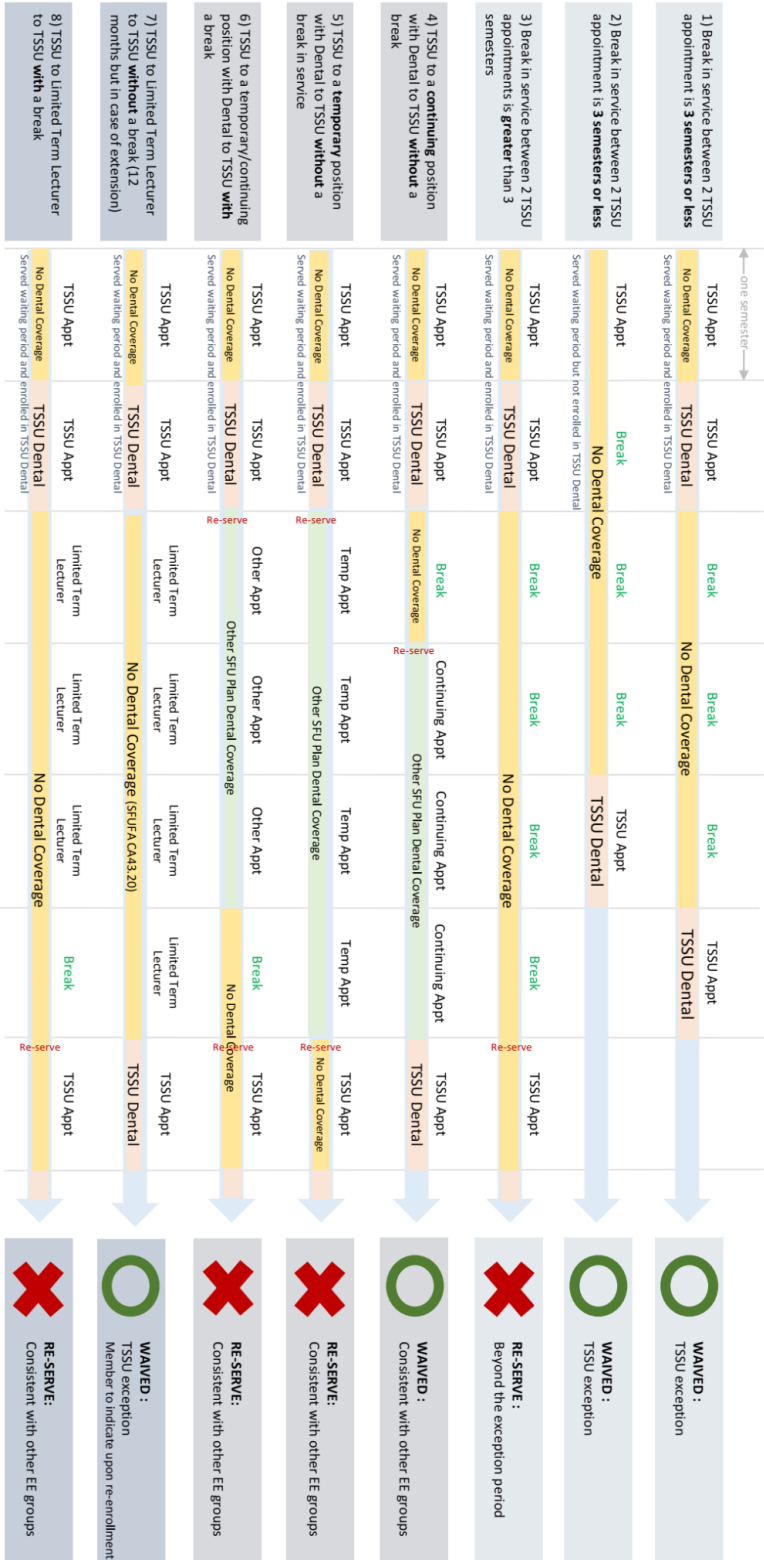 one semester
1) Break in service between 2 TSSU
appointment is 3 semesters or less
TSSU Appt
TSSU Appt
Break
Break
Break
TSSU Appt
No Dental Coverage
TSSU Dental
No Dental Coverage
TSSU Dental
Served waiting period and enrolled in TSSU Dental
WAIVED :
TSSU exception
2) Break in service between 2 TSSU
appointment is 3 semesters or less
TSSU Appt
Break
Break
Break
TSSU Appt
No Dental Coverage
TSSU Dental
Served waiting period but not enrolled in TSSU Dental
WAIVED :
TSSU exception
3) Break in service between 2 TSSU
appointments is greater than 3
semesters
TSSU Appt
TSSU Appt
Break
Break
Break
Break
TSSU Appt
No Dental Coverage
TSSU Dental
No Dental Coverage
Re-serve
Served waiting period and enrolled in TSSU Dental
RE-SERVE :
Beyond the exception period
4) TSSU to a continuing position
with Dental to TSSU without a
break
TSSU Appt
TSSU Appt
Break
Continuing Appt
Continuing Appt
Continuing Appt
TSSU Appt
No Dental Coverage
TSSU Dental
No Dental Coverage
Re-serve
Other SFU Plan Dental Coverage
TSSU Dental
Served waiting period and enrolled in TSSU Dental
WAIVED :
Consistent with other EE groups
5) TSSU to a temporary position
with Dental to TSSU without a
break in service
TSSU Appt
TSSU Appt
Temp Appt
Temp Appt
Temp Appt
Temp Appt
TSSU Appt
No Dental Coverage
TSSU Dental
Re-serve
Other SFU Plan Dental Coverage
Re-serve
No Dental Coverage
Served waiting period and enrolled in TSSU Dental
RE-SERVE:
Consistent with other EE groups
6) TSSU to a temporary/continuing
position with Dental to TSSU with
a break
TSSU Appt
TSSU Appt
Other Appt
Other Appt
Other Appt
Break
TSSU Appt
No Dental Coverage
TSSU Dental
Re-serve
Other SFU Plan Dental Coverage
No Dental Coverage
Re-serve
Served waiting period and enrolled in TSSU Dental
RE-SERVE:
Consistent with other EE groups
7) TSSU to Limited Term Lecturer
to TSSU without a break (12
months but in case of extension)
TSSU Appt
TSSU Appt
Limited Term
Lecturer
Limited Term
Lecturer
Limited Term
Lecturer
Limited Term
Lecturer
TSSU Appt
No Dental Coverage
TSSU Dental
No Dental Coverage (SFUFA CA43.20)
TSSU Dental
Served waiting period and enrolled in TSSU Dental
WAIVED :
TSSU exception
Member to indicate upon re-enrollment
8) TSSU to Limited Term Lecturer
to TSSU with a break
TSSU Appt
TSSU Appt
Limited Term
Lecturer
Limited Term
Lecturer
Limited Term
Lecturer
Break
TSSU Appt
No Dental Coverage
TSSU Dental
No Dental Coverage
Re-serve
Served waiting period and enrolled in TSSU Dental
RE-SERVE:
Consistent with other EE groups